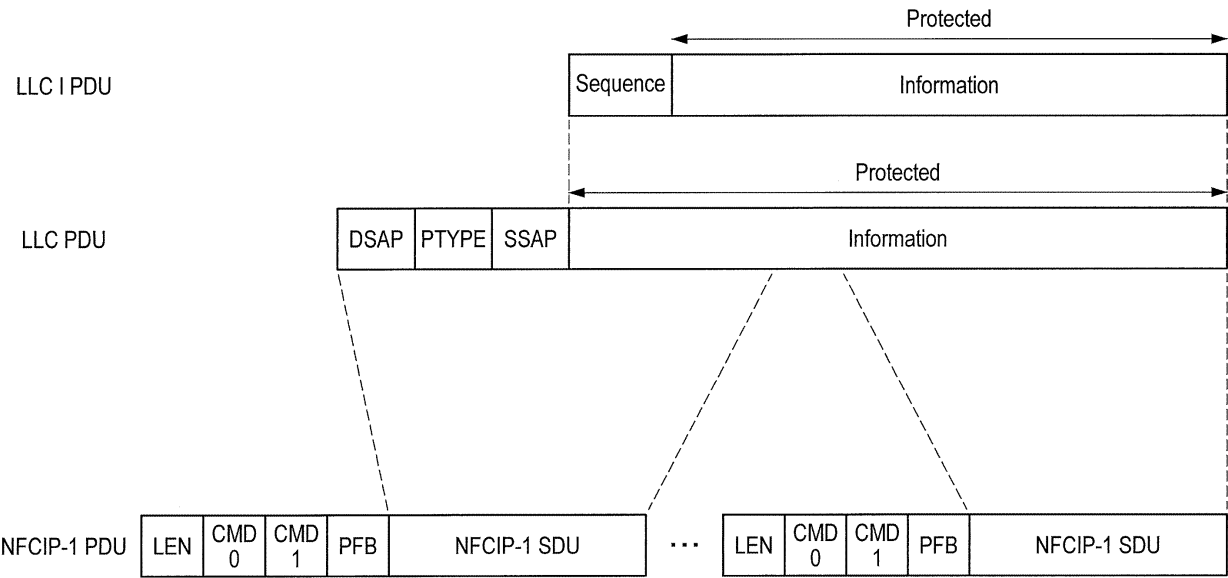 Protected
LLC I PDU
Sequence
Information
Protected
LLC PDU
DSAP
PTYPE
SSAP
Information
NFCIP-1 PDU
LEN
CMD
0
CMD
1
PFB
NFCIP-1 SDU
...
LEN
CMD
0
CMD
1
PFB
NFCIP-1 SDU